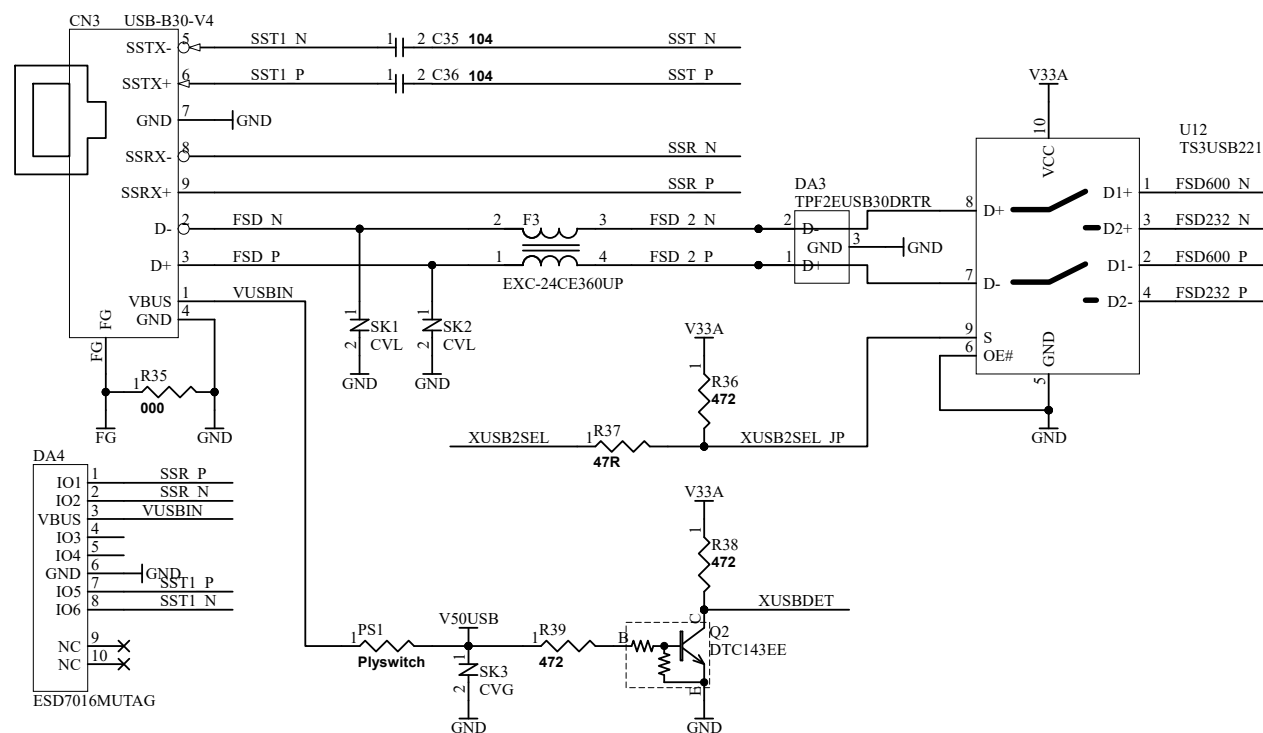 CN3 USB-B30-V4
SSTX- 5 SST1_N 1 2 C35 104 SST_N
SSTX+ 6 SST1_P 1 2 C36 104 SST_P
GND 7 GND
SSRX- 8 SSR_N
SSRX+ 9 SSR_P
D- 2 FSD_N 2 F3 3 FSD_2_N
D+ 3 FSD_P 1 4 FSD_2_P
EXC-24CE360UP
VBUS 1 VUSBIN
GND 4
FG
FG
1 R35
000
FG
GND
1 2 SK1
CVL
GND
1 2 SK2
CVL
GND
DA3
TPF2EUSB30DRTR
2 D-
GND 3 GND
1 D+
V33A
10
VCC
U12
TS3USB221
8 D+
7 D-
9 S
6 OE#
GND
5
GND
D1+ 1 FSD600_N
D2+ 3 FSD232_N
D1- 2 FSD600_P
D2- 4 FSD232_P
V33A
1 R36
472
XUSB2SEL 1 R37 XUSB2SEL_JP
47R
DA4
IO1 1 SSR_P
IO2 2 SSR_N
VBUS 3 VUSBIN
IO3 4
IO4 5
GND 6 GND
IO5 7 SST1_P
IO6 8 SST1_N
NC 9
NC 10
ESD7016MUTAG
V33A
1 R38
472
XUSBDET
1 PS1
Plyswitch
V50USB
1 2 SK3
CVG
GND
1 R39
472
B C E
Q2
DTC143EE
GND